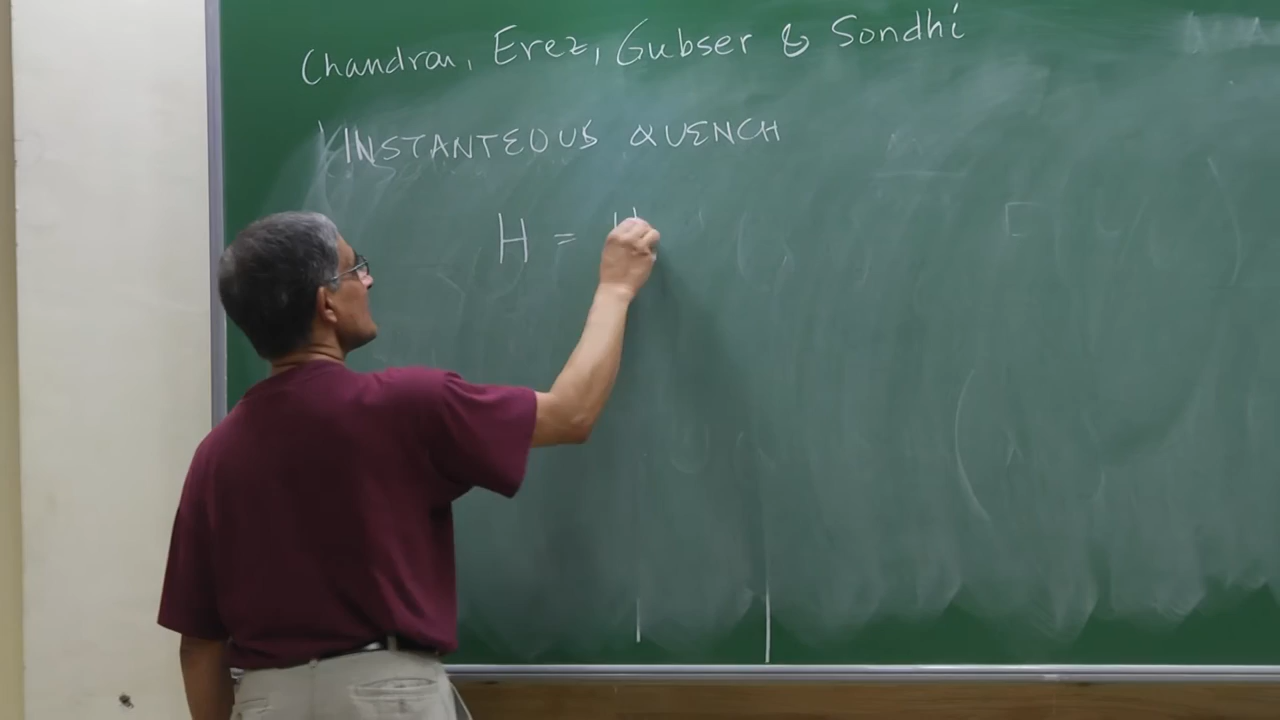 Chandran, Erez, Gubser & Sondhi
INSTANTEOUS QUENCH
H = H